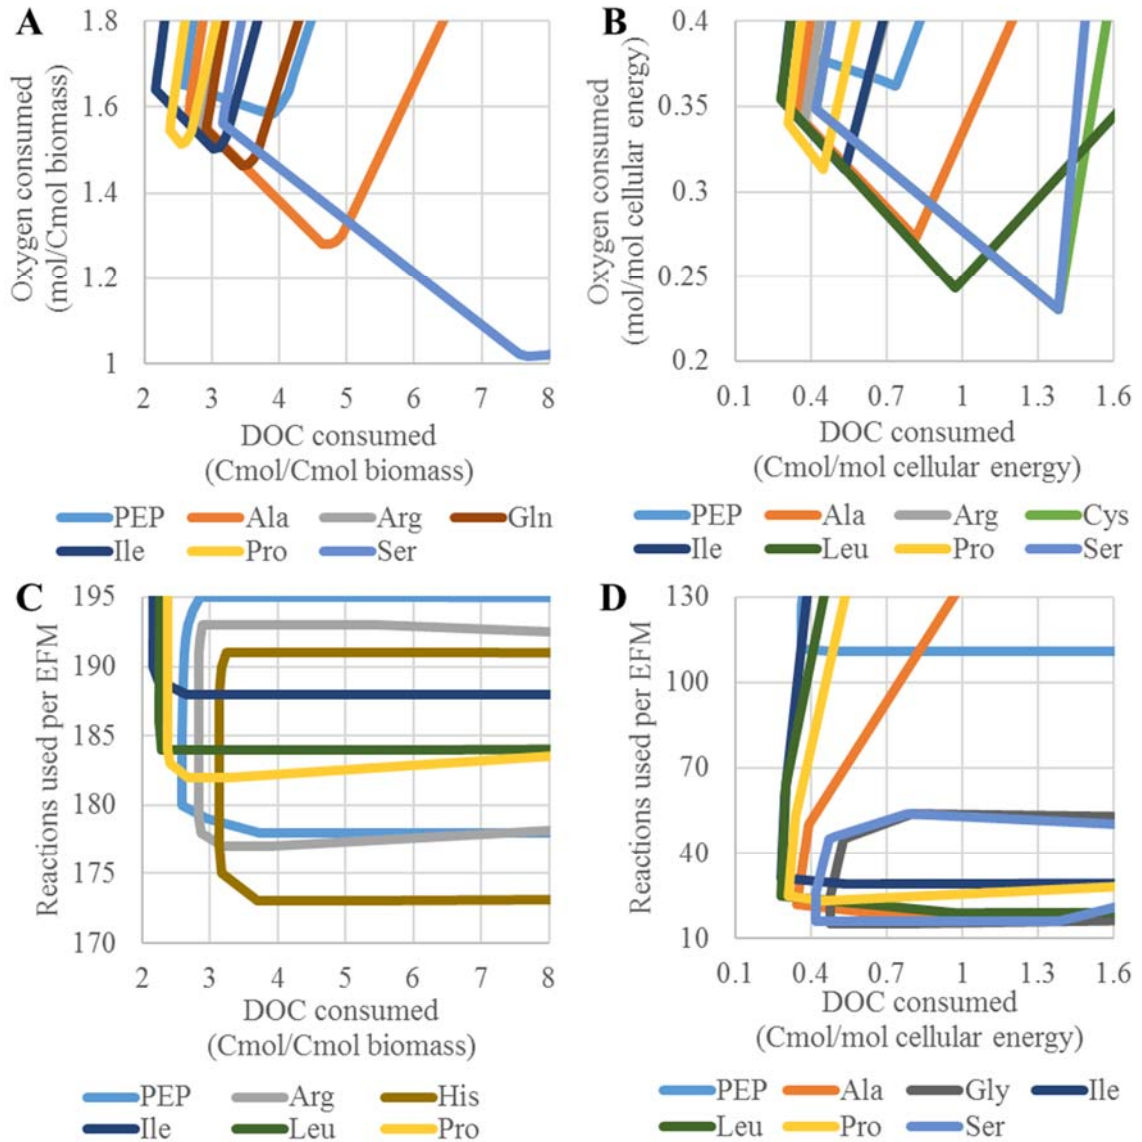 A
Oxygen consumed
(mol/Cmol biomass)
1.8
1.6
1.4
1.2
1
2 3 4 5 6 7 8
DOC consumed
(Cmol/Cmol biomass)
PEP Ala Arg Gln
Ile Pro Ser
B
Oxygen consumed
(mol/mol cellular energy)
0.4
0.35
0.3
0.25
0.2
0.1 0.4 0.7 1 1.3 1.6
DOC consumed
(Cmol/mol cellular energy)
PEP Ala Arg Cys
Ile Leu Pro Ser
C
Reactions used per EFM
195
190
185
184
180
175
170
2 3 4 5 6 7 8
DOC consumed
(Cmol/Cmol biomass)
PEP Arg His
Ile Leu Pro
D
Reactions used per EFM
130
100
70
40
10
0.1 0.4 0.7 1 1.3 1.6
DOC consumed
(Cmol/mol cellular energy)
PEP Ala Gly Ile
Leu Pro Ser